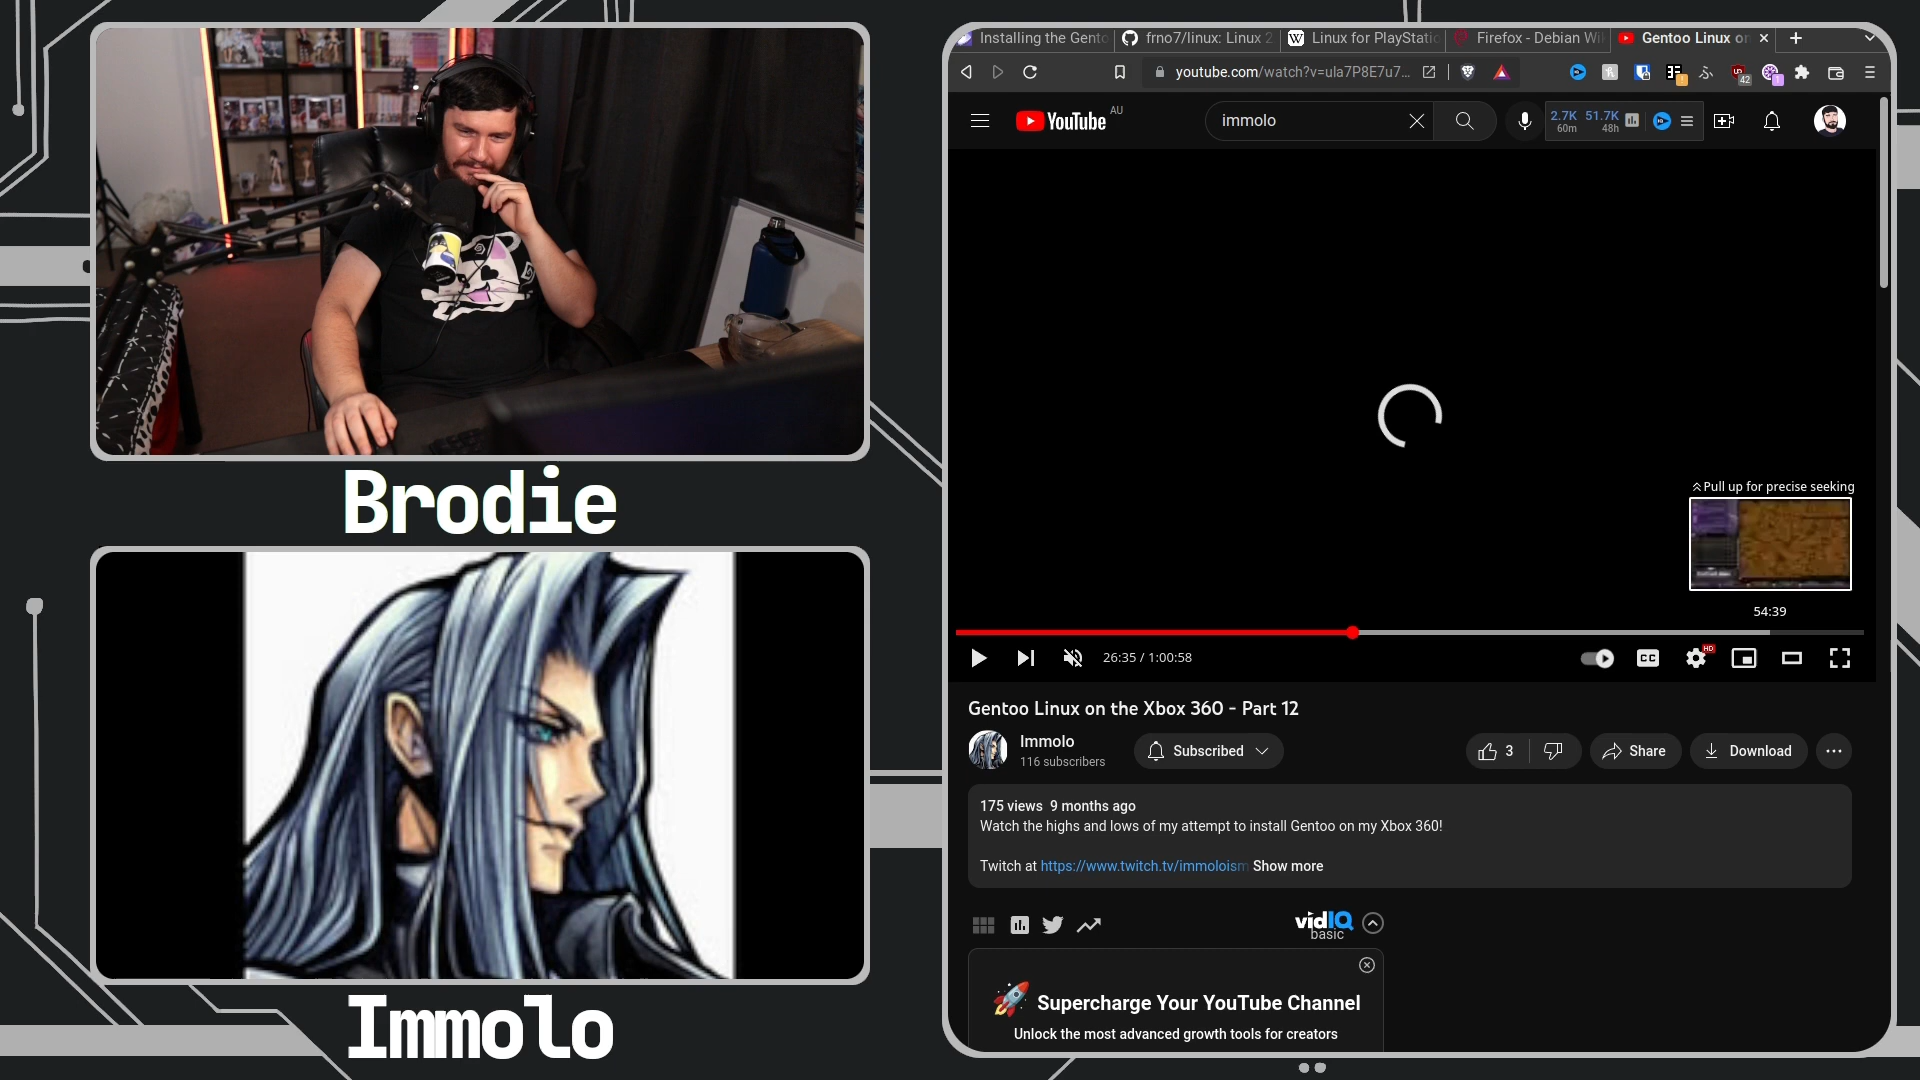 Installing the Gento
frno7/linux: Linux 2
Linux for PlayStatic
Firefox - Debian Wi
Gentoo Linux o
youtube.com/watch?v=ula7P8E7u7...
42
1
YouTube AU
immolo
2.7K 51.7K
60m 48h
Pull up for precise seeking
54:39
26:35 / 1:00:58
CC
HD
Gentoo Linux on the Xbox 360 - Part 12
Immolo
116 subscribers
Subscribed
3
Share
Download
175 views 9 months ago
Watch the highs and lows of my attempt to install Gentoo on my Xbox 360!
Twitch at https://www.twitch.tv/immoloism Show more
vidIQ
basic
Supercharge Your YouTube Channel
Unlock the most advanced growth tools for creators
Brodie
Immolo